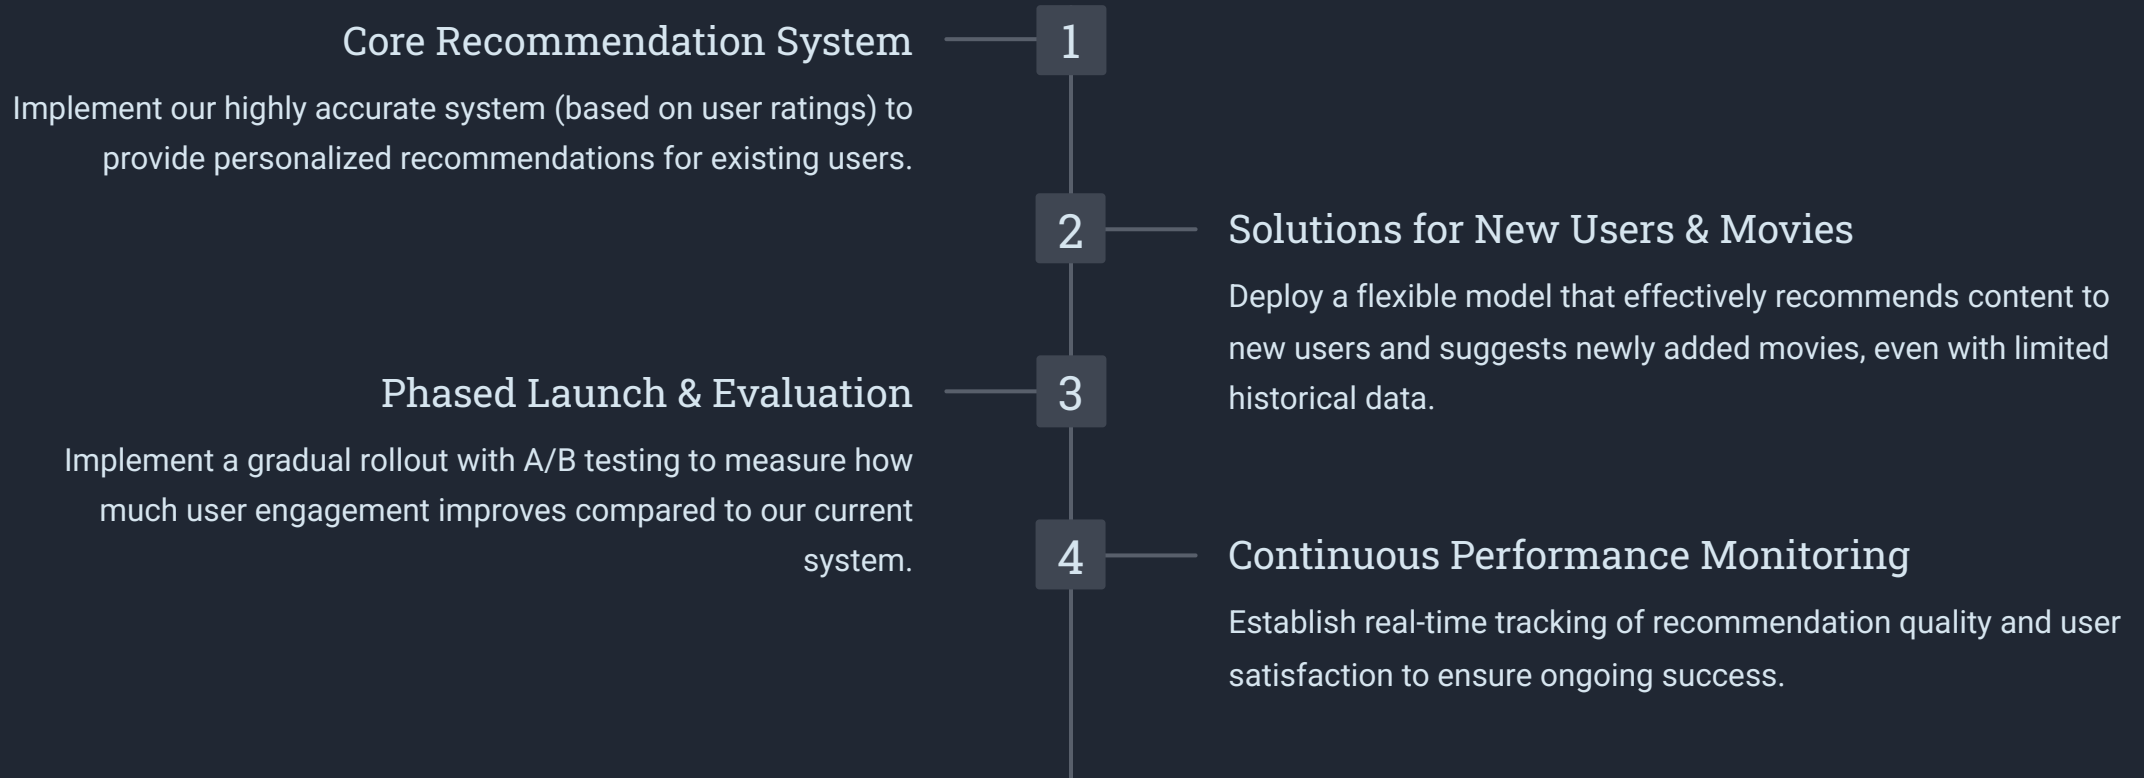 Core Recommendation System
1
Implement our highly accurate system (based on user ratings) to
provide personalized recommendations for existing users.
2
Solutions for New Users & Movies
Deploy a flexible model that effectively recommends content to
new users and suggests newly added movies, even with limited
historical data.
Phased Launch & Evaluation
3
Implement a gradual rollout with A/B testing to measure how
much user engagement improves compared to our current
system.
4
Continuous Performance Monitoring
Establish real-time tracking of recommendation quality and user
satisfaction to ensure ongoing success.